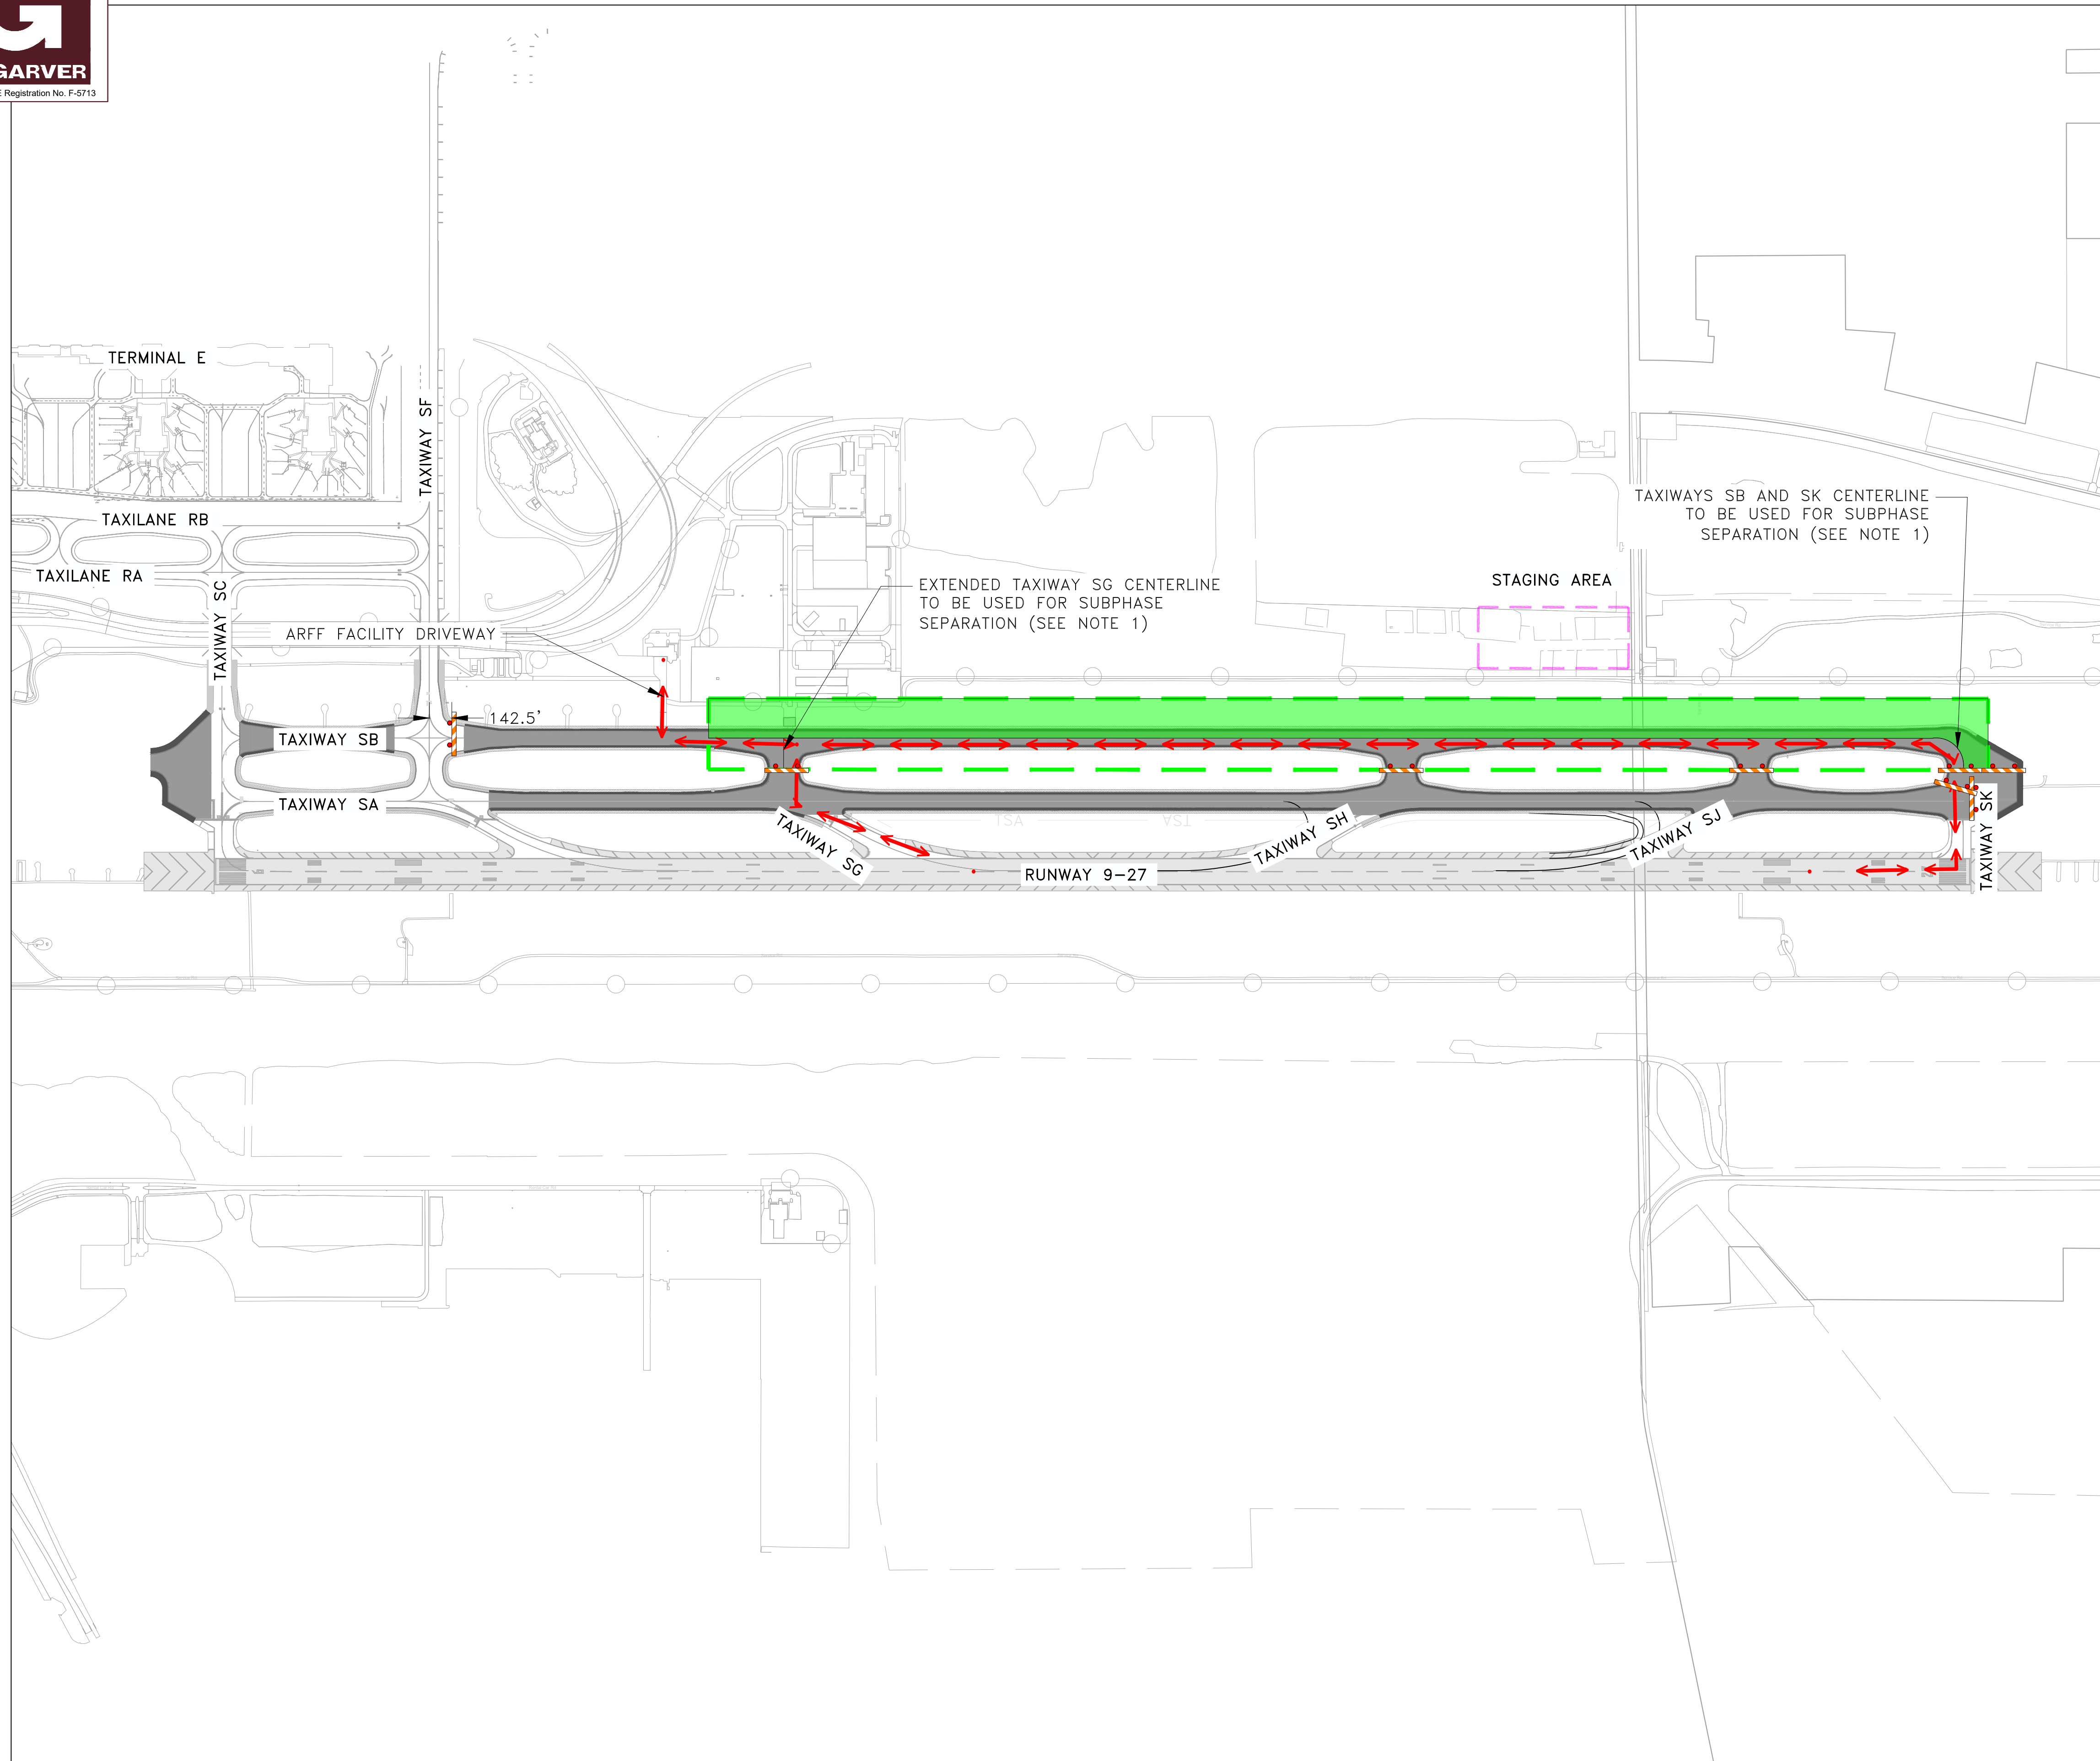 GARVER
E Registration No. F-5713
TERMINAL E
TAXIWAY SF
TAXIWAYS SB AND SK CENTERLINE
TO BE USED FOR SUBPHASE
SEPARATION (SEE NOTE 1)
TAXILANE RB
TAXILANE RA
TAXIWAY SC
EXTENDED TAXIWAY SG CENTERLINE
TO BE USED FOR SUBPHASE
SEPARATION (SEE NOTE 1)
STAGING AREA
ARFF FACILITY DRIVEWAY
142.5'
TAXIWAY SB
TAXIWAY SA
TAXIWAY SG
TSA
TSA
TAXIWAY SH
TAXIWAY SJ
TAXIWAY SK
RUNWAY 9-27